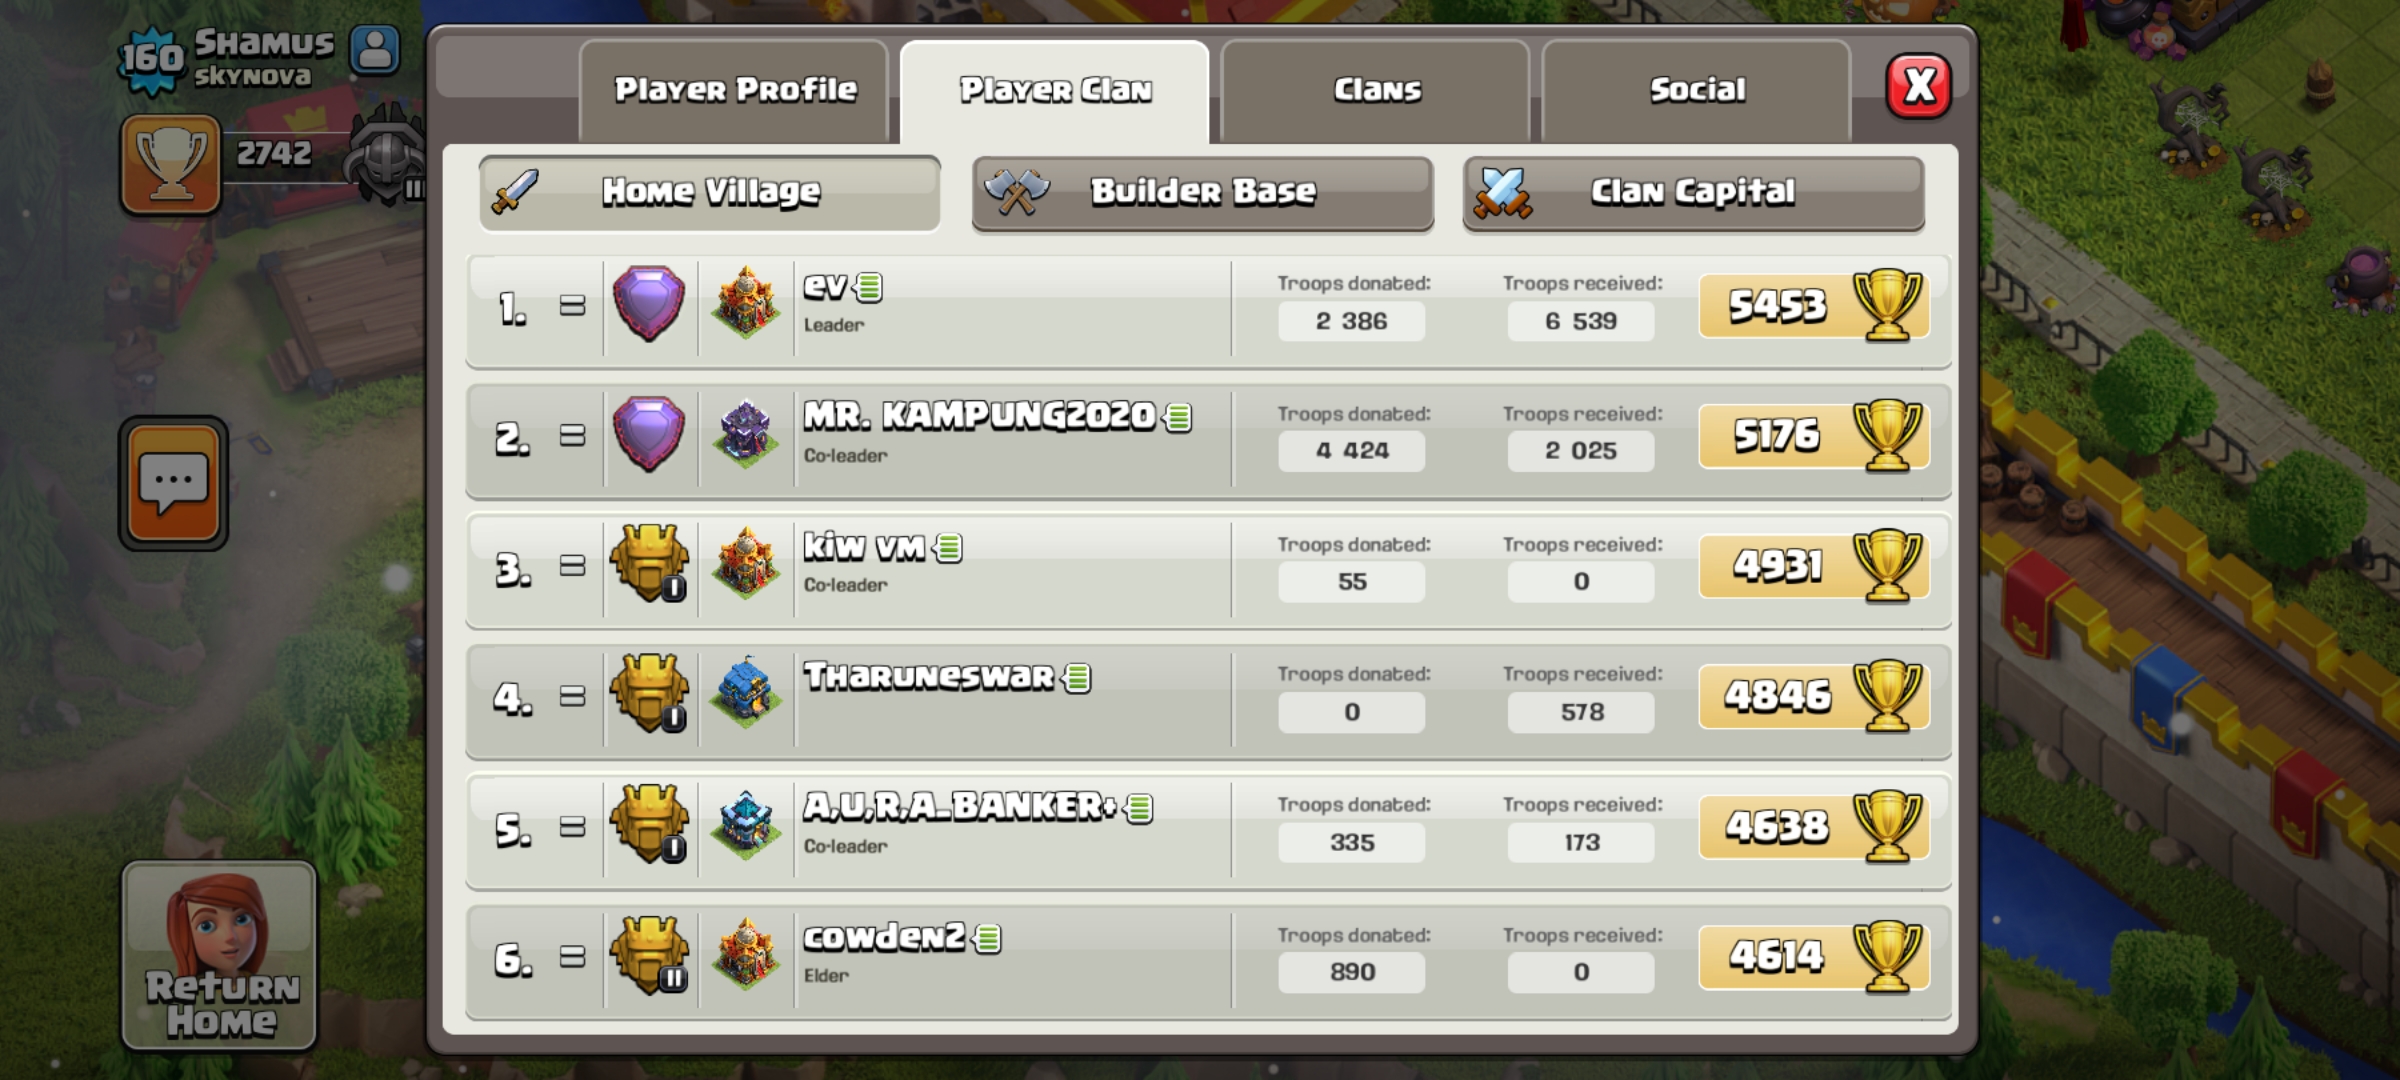 160
Shamus
skynova
2742
III
Player Profile
Player Clan
Clans
Social
X
Home Village
Builder Base
Clan Capital
1.
=
ev
Leader
Troops donated:
2 386
Troops received:
6 539
5453
2.
=
MR. KAMPUNG2020
Co-leader
Troops donated:
4 424
Troops received:
2 025
5176
3.
=
I
kiw vm
Co-leader
Troops donated:
55
Troops received:
0
4931
4.
=
I
Tharuneswar
Troops donated:
0
Troops received:
578
4846
5.
=
I
A,U,R,A_BANKER+
Co-leader
Troops donated:
335
Troops received:
173
4638
6.
=
II
cowden2
Elder
Troops donated:
890
Troops received:
0
4614
Return
Home